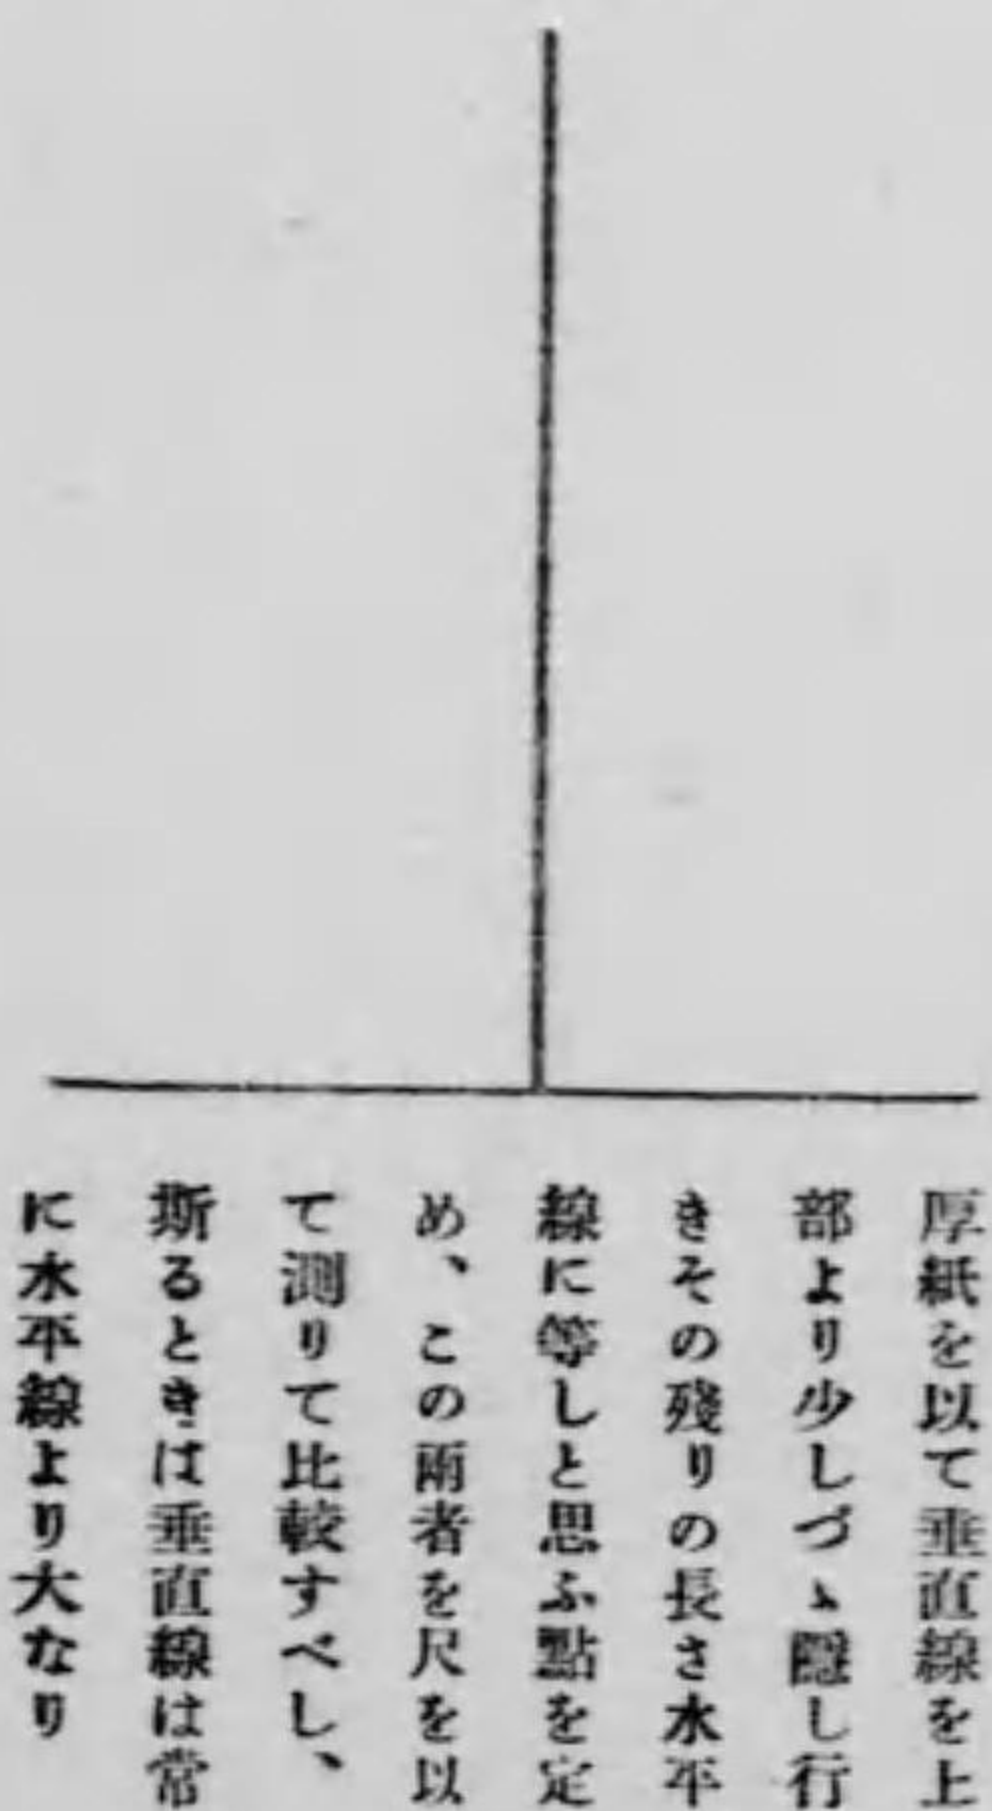 厚紙を以て垂直線を上
部より少しづゝ隱し行
きその殘りの長さ水平
線に等しと思ふ點を定
め、この兩者を尺を以
て測りて比較すべし、
斯るときは垂直線は常
に水平線より大なり